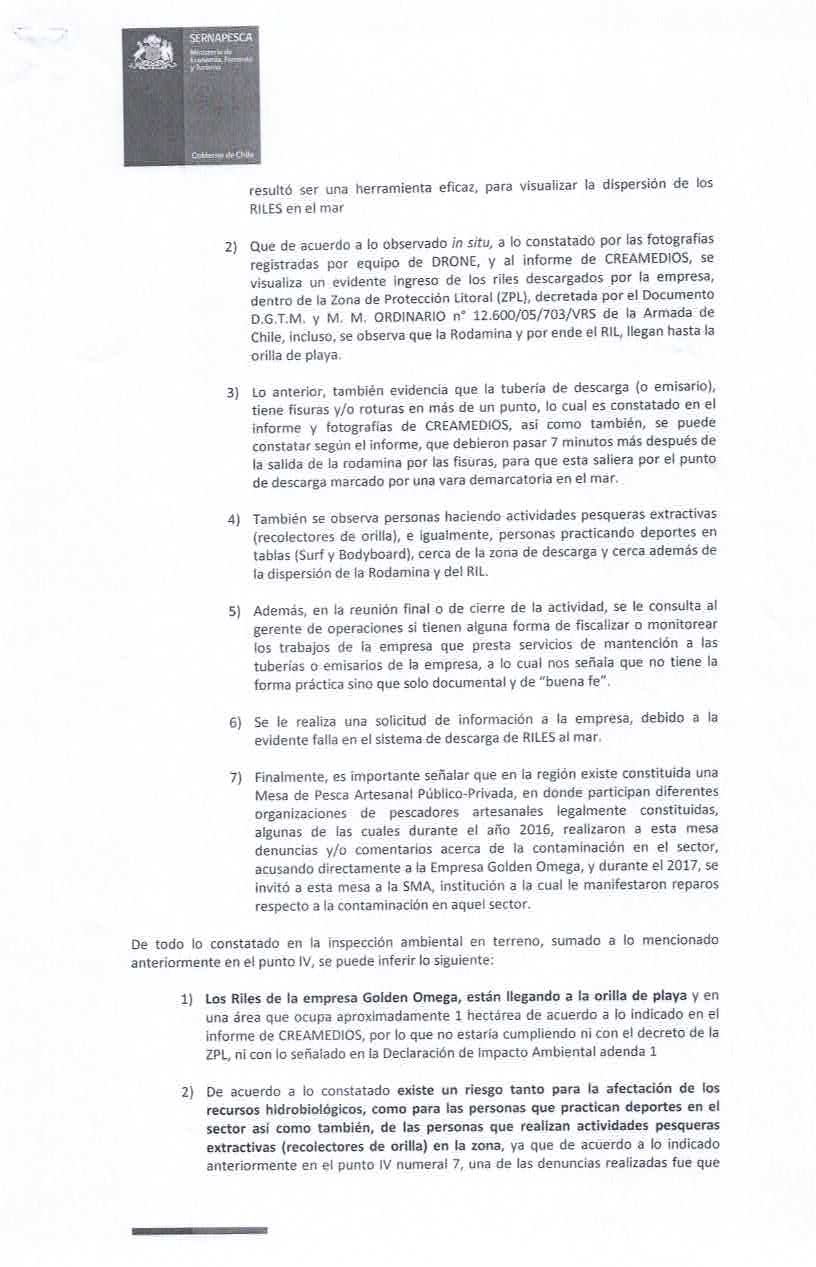 SERNAPESCA
Ministerio de
Economía, Fomento
y Turismo
Gobierno de Chile
resultó ser una herramienta eficaz, para visualizar la dispersión de los
RILES en el mar
2) Que de acuerdo a lo observado in situ, a lo constatado por las fotografías
registradas por equipo de DRONE, y al informe de CREAMEDIOS, se
visualiza un evidente ingreso de los riles descargados por la empresa,
dentro de la Zona de Protección Litoral (ZPL), decretada por el Documento
D.G.T.M. y M. M. ORDINARIO n° 12.600/05/703/VRS de la Armada de
Chile, incluso, se observa que la Rodamina y por ende el RIL, llegan hasta la
orilla de playa.
3) Lo anterior, también evidencia que la tubería de descarga (o emisario),
tiene fisuras y/o roturas en más de un punto, lo cual es constatado en el
informe y fotografías de CREAMEDIOS, así como también, se puede
constatar según el informe, que debieron pasar 7 minutos más después de
la salida de la rodamina por las fisuras, para que esta saliera por el punto
de descarga marcado por una vara demarcatoria en el mar.
4) También se observa personas haciendo actividades pesqueras extractivas
(recolectores de orilla), e igualmente, personas practicando deportes en
tablas (Surf y Bodyboard), cerca de la zona de descarga y cerca además de
la dispersión de la Rodamina y del RIL.
5) Además, en la reunión final o de cierre de la actividad, se le consulta al
gerente de operaciones si tienen alguna forma de fiscalizar o monitorear
los trabajos de la empresa que presta servicios de mantención a las
tuberías o emisarios de la empresa, a lo cual nos señala que no tiene la
forma práctica sino que solo documental y de "buena fe".
6) Se le realiza una solicitud de información a la empresa, debido a la
evidente falla en el sistema de descarga de RILES al mar.
7) Finalmente, es importante señalar que en la región existe constituida una
Mesa de Pesca Artesanal Público-Privada, en donde participan diferentes
organizaciones de pescadores artesanales legalmente constituidas,
algunas de las cuales durante el año 2016, realizaron a esta mesa
denuncias y/o comentarios acerca de la contaminación en el sector,
acusando directamente a la Empresa Golden Omega, y durante el 2017, se
invitó a esta mesa a la SMA, institución a la cual le manifestaron reparos
respecto a la contaminación en aquel sector.
De todo lo constatado en la inspección ambiental en terreno, sumado a lo mencionado
anteriormente en el punto IV, se puede inferir lo siguiente:
1) Los Riles de la empresa Golden Omega, están llegando a la orilla de playa y en
una área que ocupa aproximadamente 1 hectárea de acuerdo a lo indicado en el
informe de CREAMEDIOS, por lo que no estaría cumpliendo ni con el decreto de la
ZPL, ni con lo señalado en la Declaración de Impacto Ambiental adenda 1
2) De acuerdo a lo constatado existe un riesgo tanto para la afectación de los
recursos hidrobiológicos, como para las personas que practican deportes en el
sector así como también, de las personas que realizan actividades pesqueras
extractivas (recolectores de orilla) en la zona, ya que de acuerdo a lo indicado
anteriormente en el punto IV numeral 7, una de las denuncias realizadas fue que